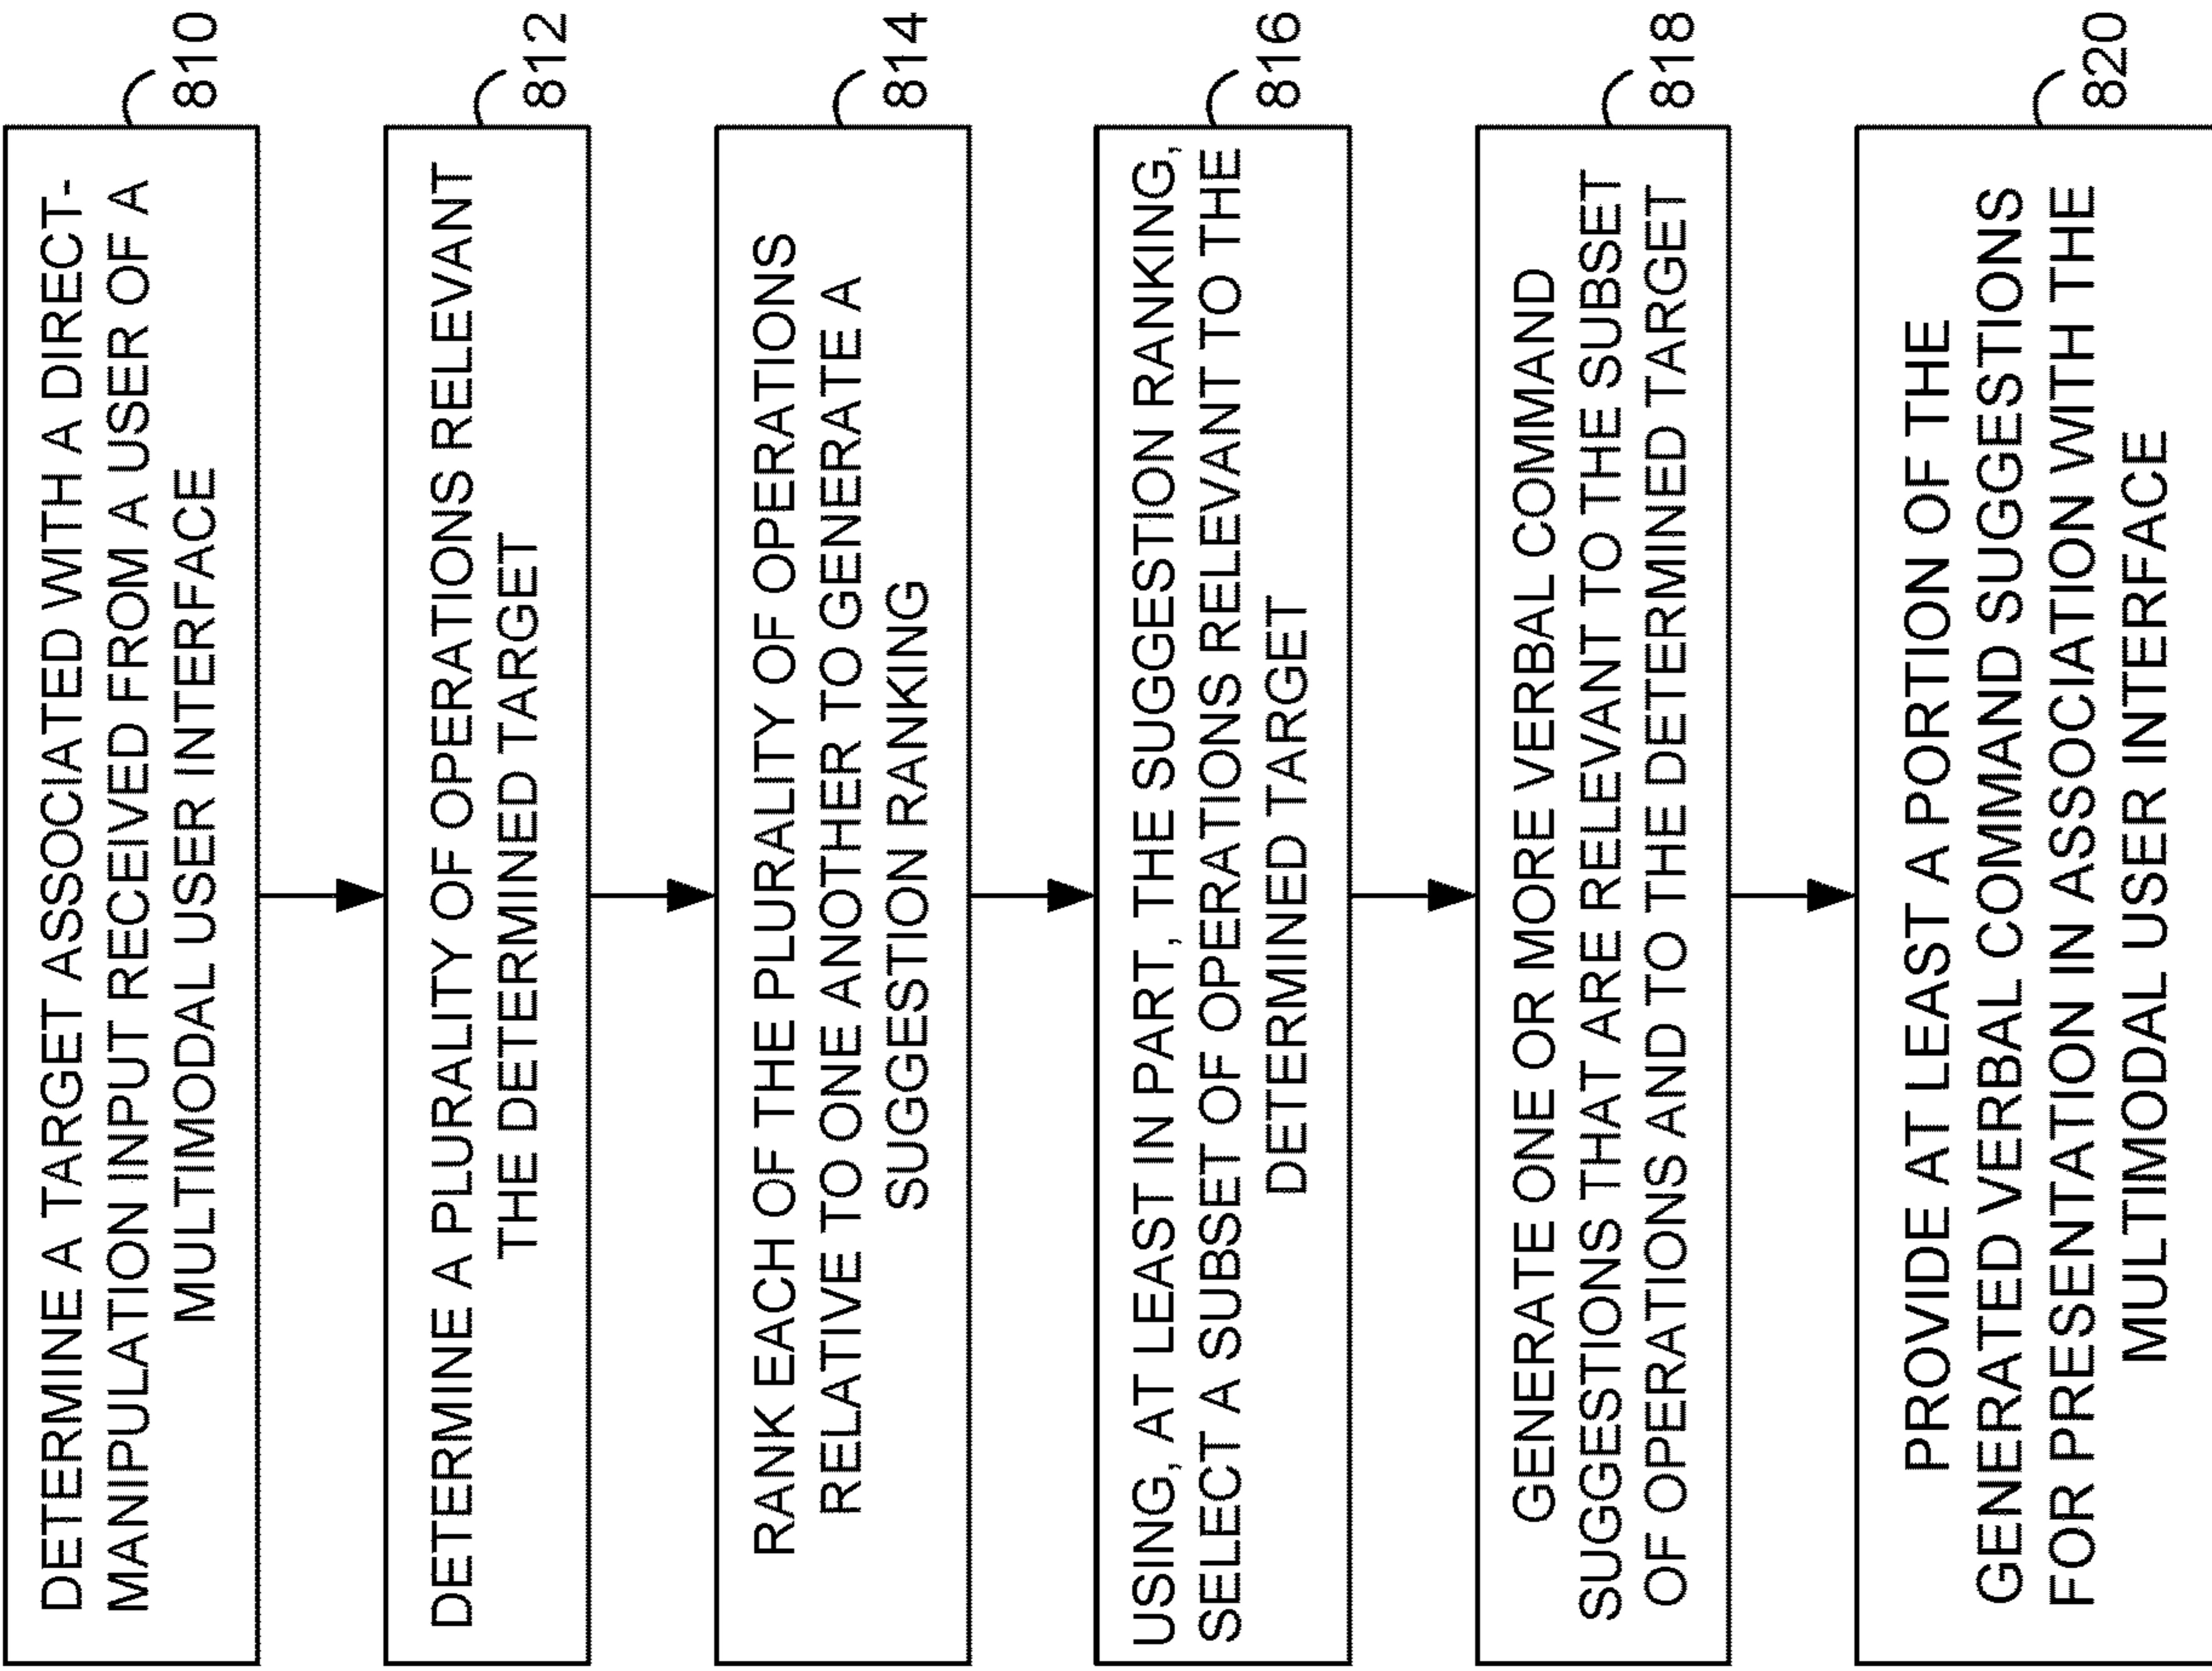 DETERMINE A TARGET ASSOCIATED WITH A DIRECT-
MANIPULATION INPUT RECEIVED FROM A USER OF A
MULTIMODAL USER INTERFACE
810
DETERMINE A PLURALITY OF OPERATIONS RELEVANT
THE DETERMINED TARGET
812
RANK EACH OF THE PLURALITY OF OPERATIONS
RELATIVE TO ONE ANOTHER TO GENERATE A
SUGGESTION RANKING
814
USING, AT LEAST IN PART, THE SUGGESTION RANKING,
SELECT A SUBSET OF OPERATIONS RELEVANT TO THE
DETERMINED TARGET
816
GENERATE ONE OR MORE VERBAL COMMAND
SUGGESTIONS THAT ARE RELEVANT TO THE SUBSET
OF OPERATIONS AND TO THE DETERMINED TARGET
818
PROVIDE AT LEAST A PORTION OF THE
GENERATED VERBAL COMMAND SUGGESTIONS
FOR PRESENTATION IN ASSOCIATION WITH THE
MULTIMODAL USER INTERFACE
820